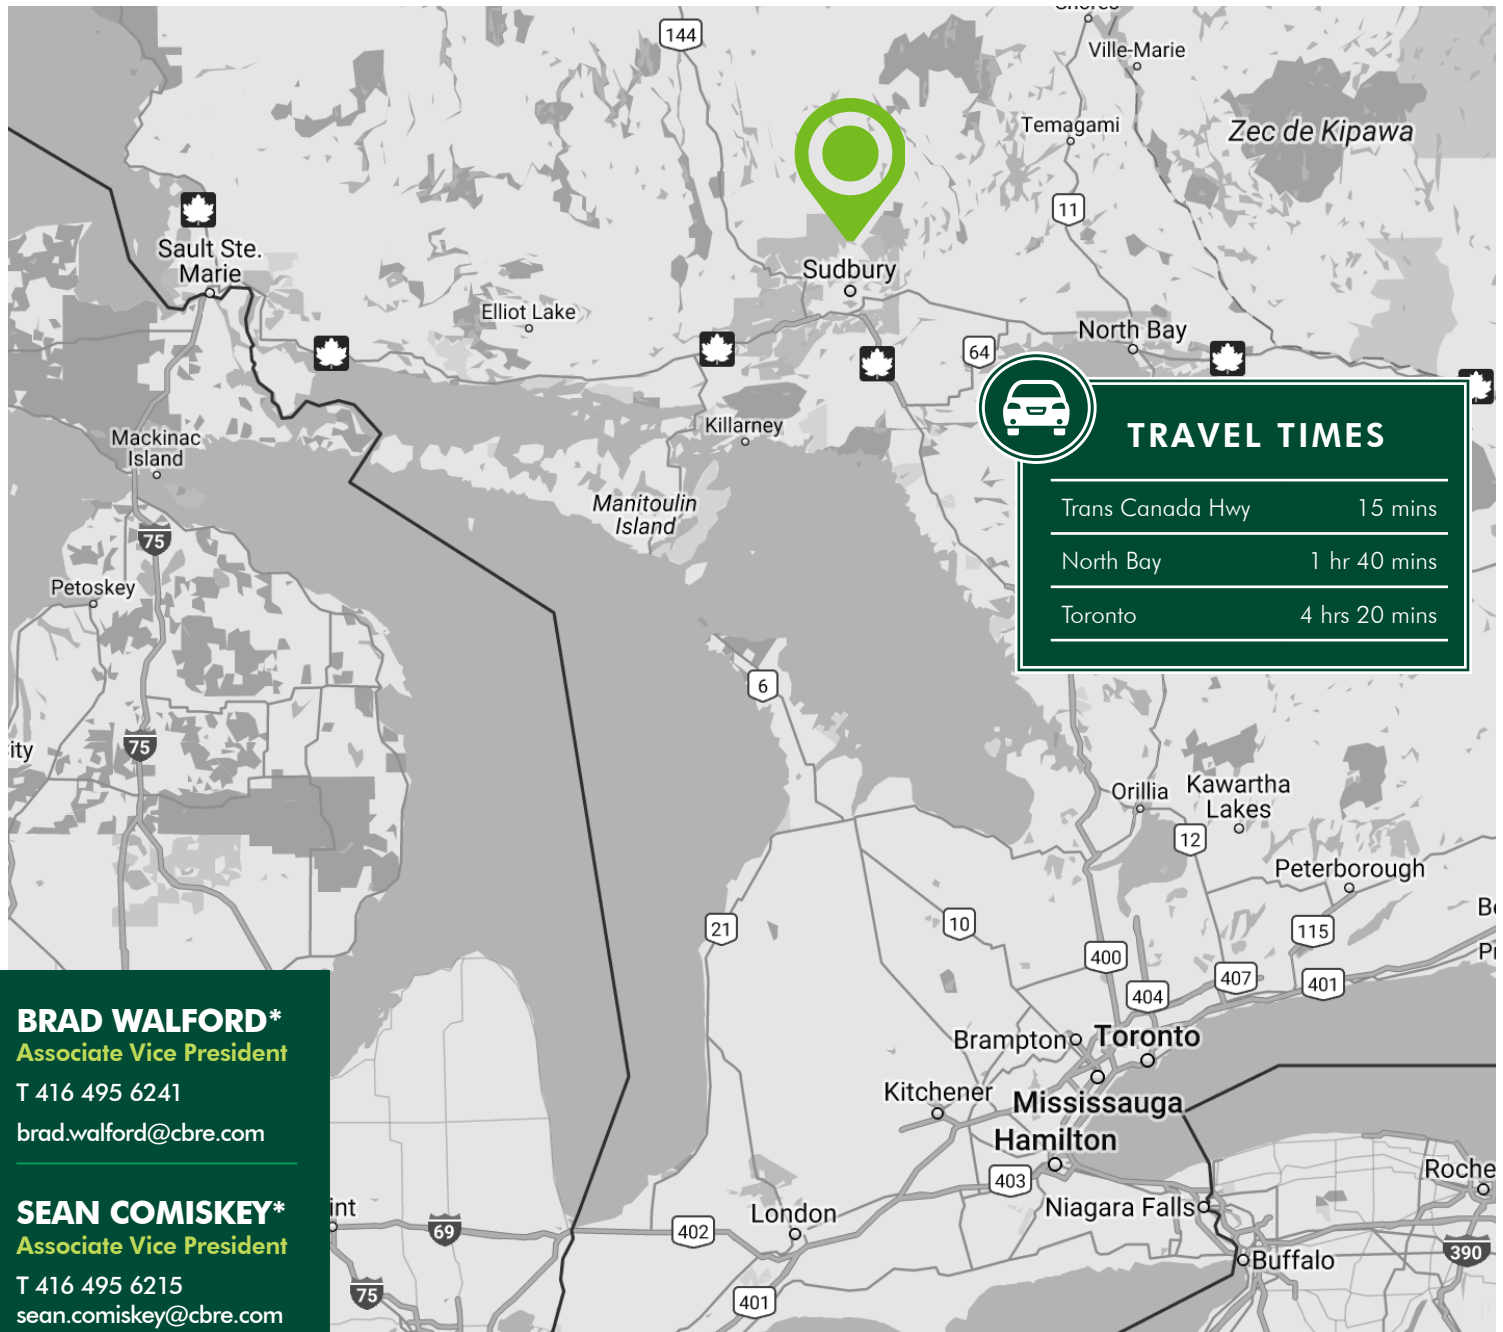 Shores
144
Ville-Marie
Temagami
Zec de Kipawa
11
Sault Ste.
Marie
Sudbury
Elliot Lake
North Bay
64
Killarney
Mackinac
Island
Manitoulin
Island
75
Petoskey
TRAVEL TIMES
Trans Canada Hwy 15 mins
North Bay 1 hr 40 mins
Toronto 4 hrs 20 mins
6
75
ity
Orillia
Kawartha
Lakes
12
Peterborough
21
10
115
400
407
401
404
Brampton
Toronto
Kitchener
Mississauga
Hamilton
403
Niagara Falls
Roche
London
402
401
Buffalo
390
int
69
75
BRAD WALFORD*
Associate Vice President
T 416 495 6241
brad.walford@cbre.com
SEAN COMISKEY*
Associate Vice President
T 416 495 6215
sean.comiskey@cbre.com